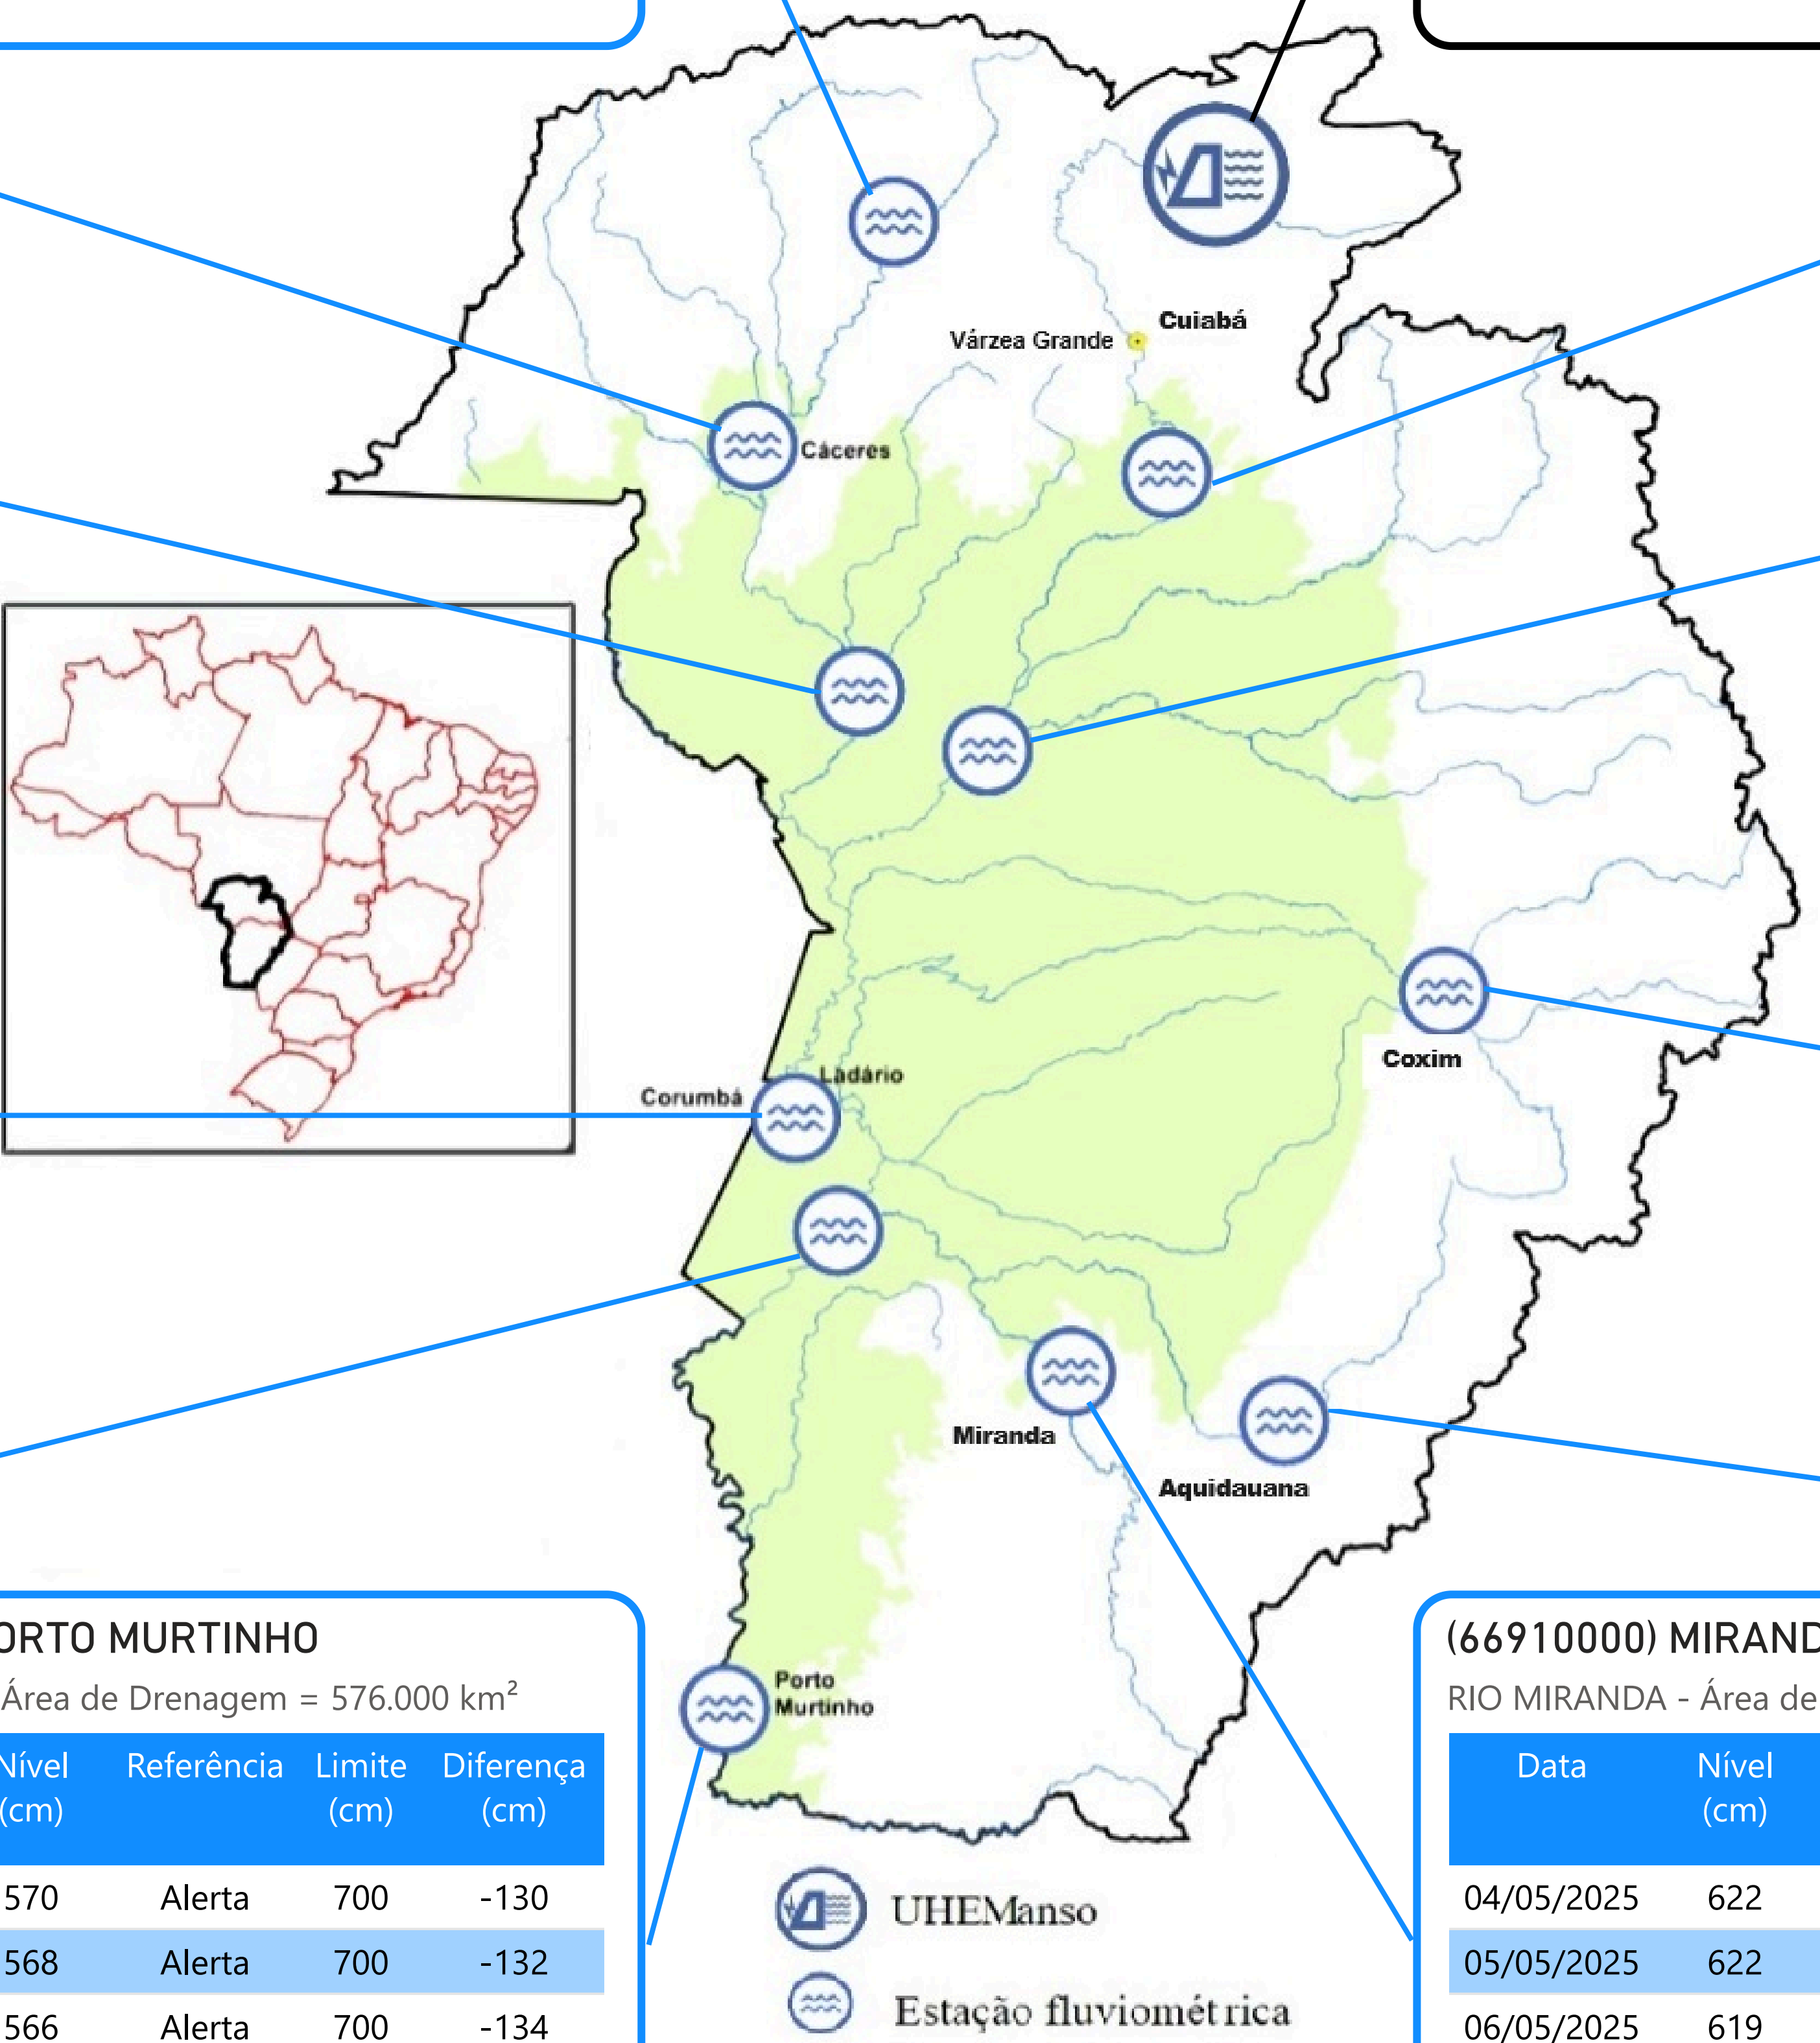 Cuiabá
Várzea Grande
Cáceres
Coxim
Ladário
Corumbá
Miranda
Aquidauana
Porto
Murtinho
ORTO MURTINHO
Área de Drenagem = 576.000 km²
Nível Referência Limite Diferença
(cm) (cm) (cm)
570 Alerta 700 -130
568 Alerta 700 -132
566 Alerta 700 -134
UHEManso
Estação fluviométrica
(66910000) MIRAND
RIO MIRANDA - Área de
Data Nível
(cm)
04/05/2025 622
05/05/2025 622
06/05/2025 619